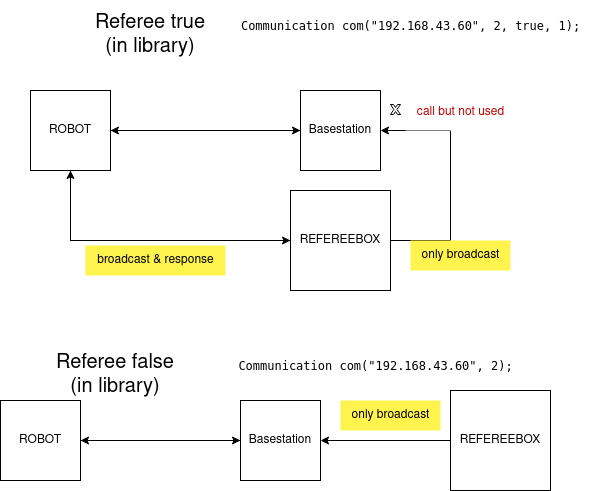 Referee true
(in library)
Communication com("192.168.43.60", 2, true, 1);
ROBOT
Basestation
X
call but not used
REFEREEBOX
broadcast & response
only broadcast
Referee false
(in library)
Communication com("192.168.43.60", 2);
ROBOT
Basestation
only broadcast
REFEREEBOX